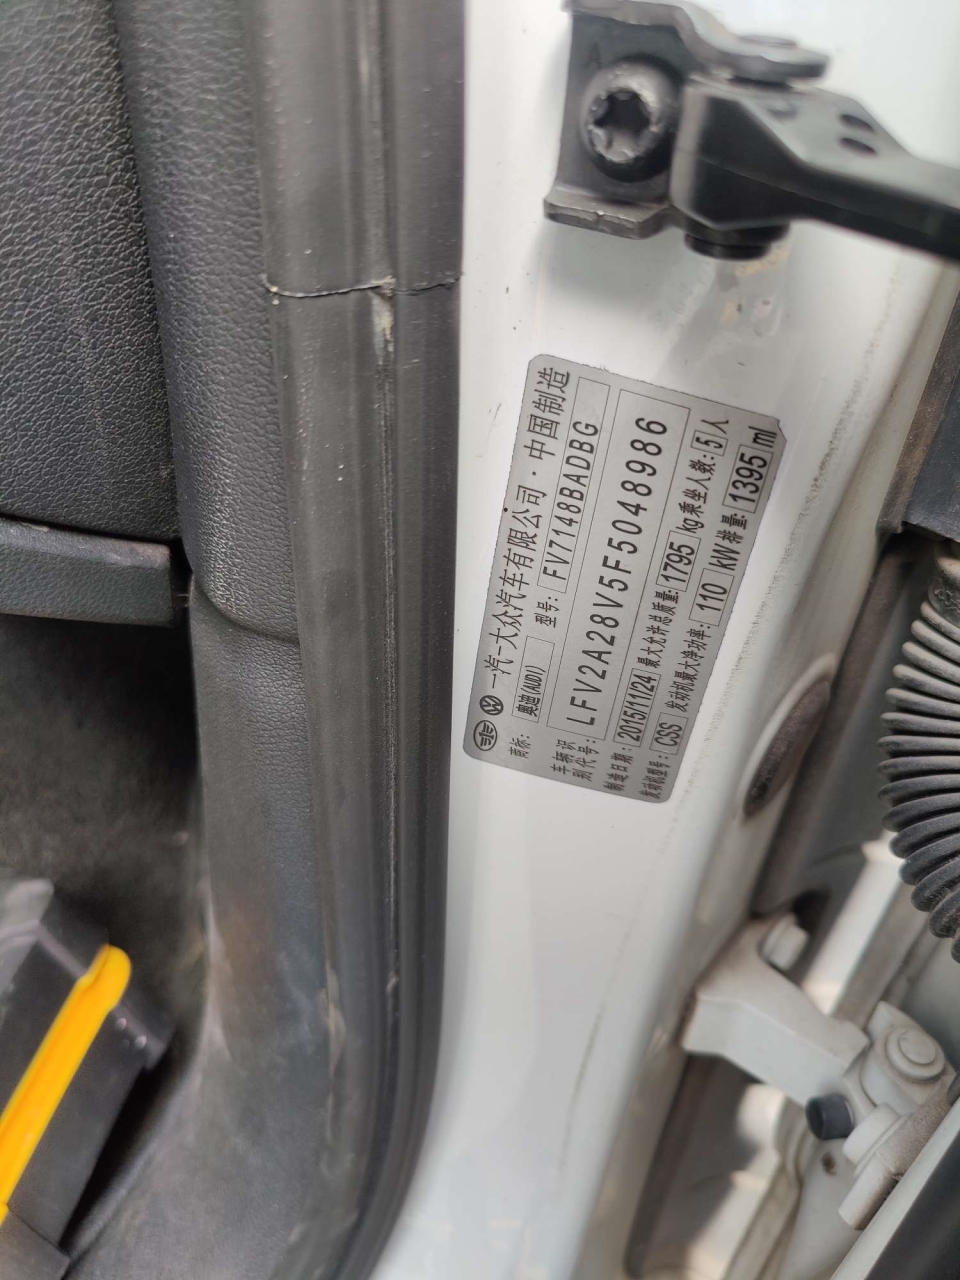 一汽-大众汽车有限公司·中国制造
商标: 奥迪(AUDI) 型号: FV7148BADBG
车辆识别代号: LFV2A28V5F5048986
制造日期: 2015/11/24 最大允许总质量: 1795 kg 乘坐人数: 5 人
发动机型号: CSS 发动机最大净功率: 110 kW 排量: 1395 ml